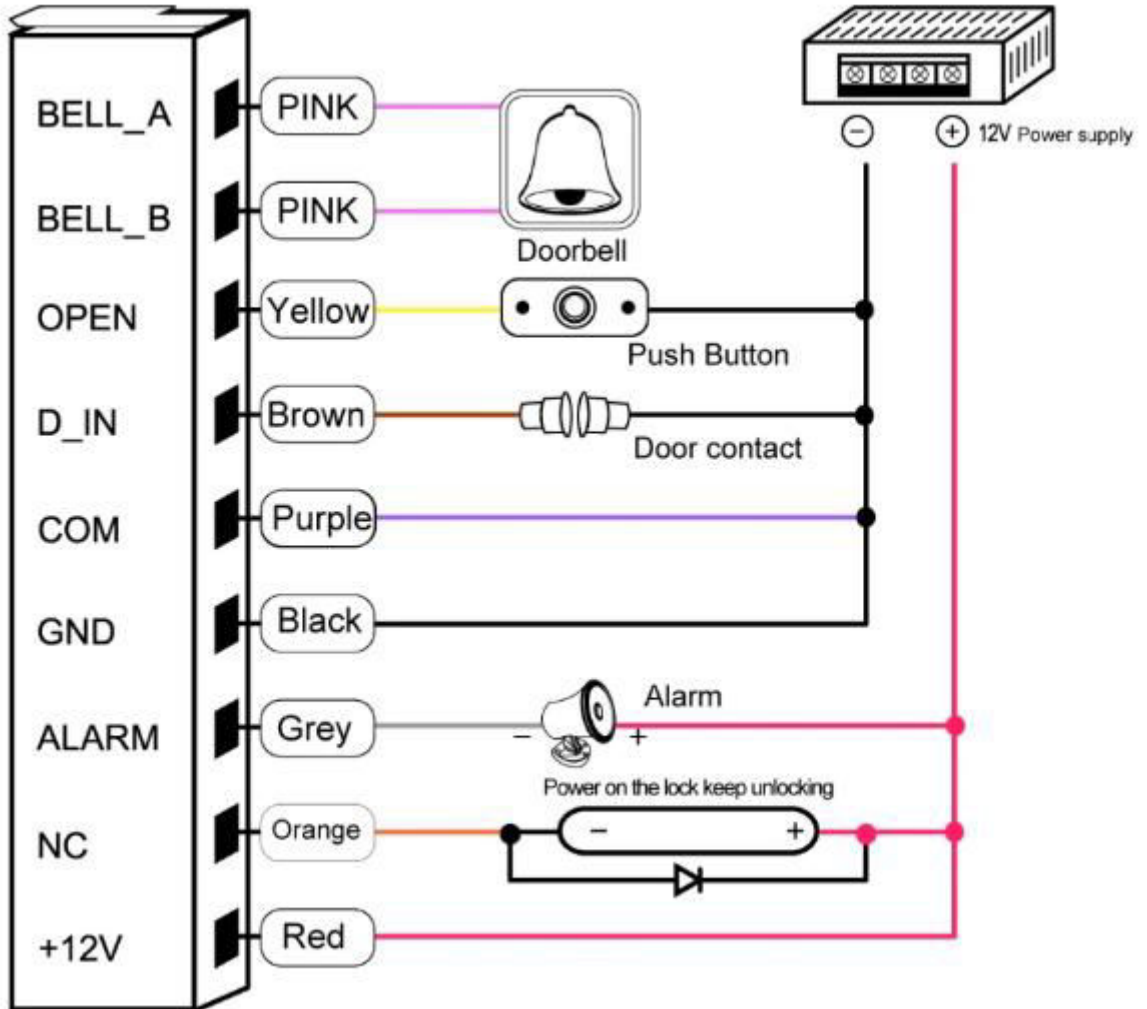 BELL_A PINK
− + 12V Power supply
BELL_B PINK
Doorbell
OPEN Yellow
Push Button
D_IN Brown
Door contact
COM Purple
GND Black
ALARM Grey − + Alarm
Power on the lock keep unlocking
NC Orange − +
+12V Red